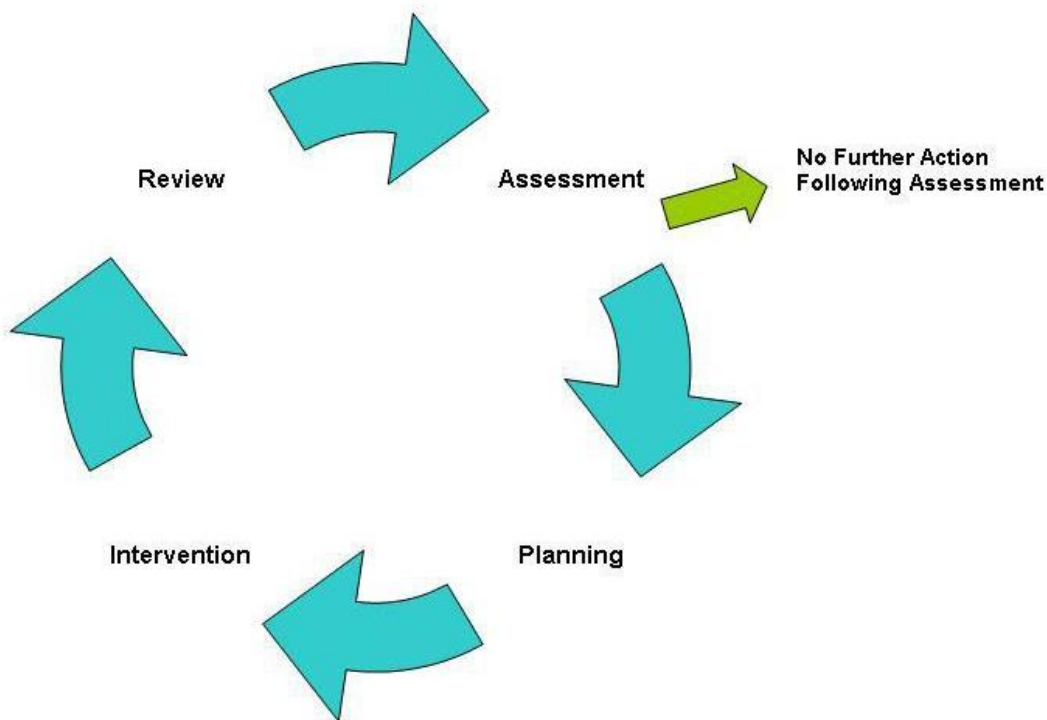 Review
Assessment
No Further Action
Following Assessment
Intervention
Planning